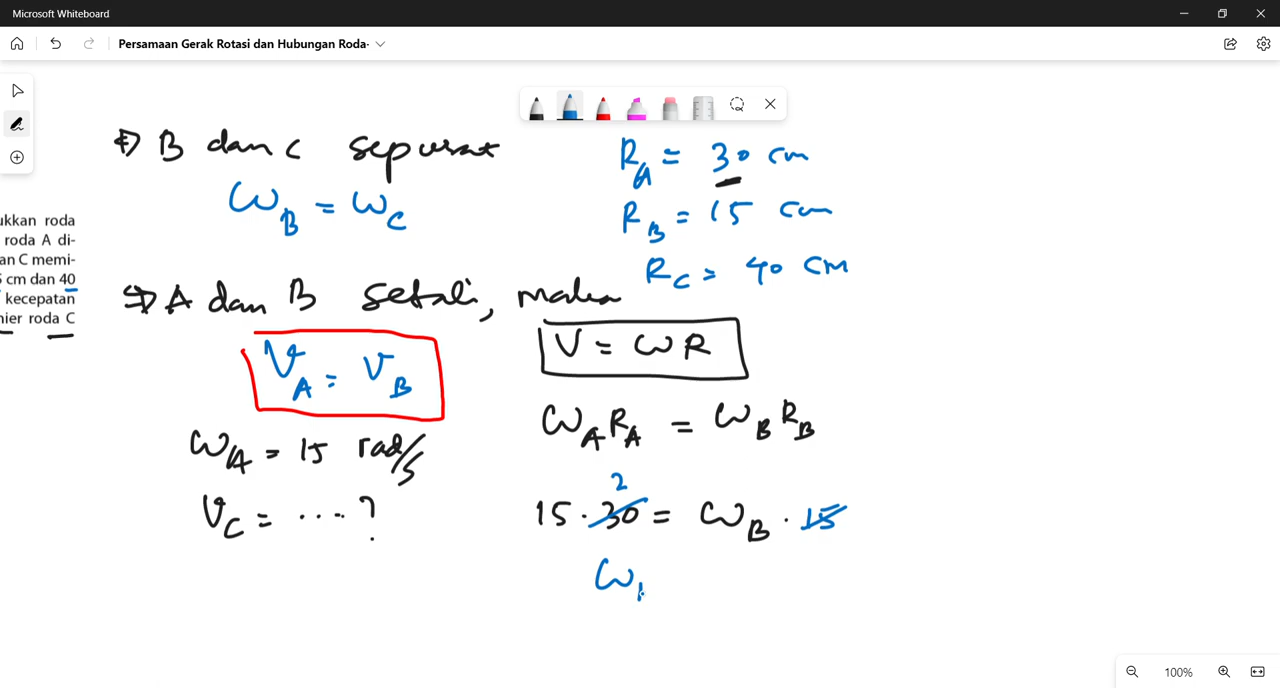 Microsoft Whiteboard
Persamaan Gerak Rotasi dan Hubungan Roda-
B dan C sepusat
ω_B = ω_C
R_A = 30 cm
R_B = 15 cm
R_C = 40 cm
ukkan roda
roda A di-
an C memi-
5 cm dan 40
kecepatan
nier roda C
⇒ A dan B setali, maka
V_A = V_B
V = ωR
ω_A = 15 rad/s
V_C = ....?
ω_A R_A = ω_B R_B
2
15 · 30 = ω_B · 15
ω
100%